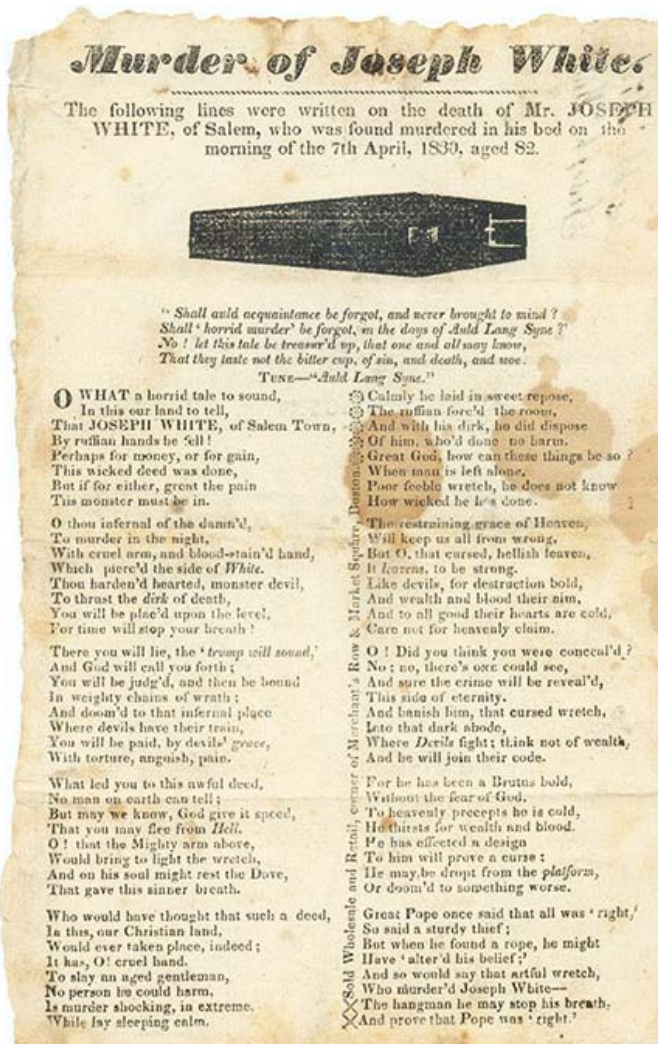 Murder of Joseph White.
The following lines were written on the death of Mr. JOSEPH
WHITE, of Salem, who was found murdered in his bed on the
morning of the 7th April, 1830, aged 82.
" Shall auld acquaintance be forgot, and never brought to mind ?
Shall ' horrid murder' be forgot, in the days of Auld Lang Syne ?'
No ! let this tale be treasur'd up, that one and all may know,
That they taste not the bitter cup, of sin, and death, and woe.
TUNE—"Auld Lang Syne."
O WHAT a horrid tale to sound,
In this our land to tell,
That JOSEPH WHITE, of Salem Town,
By ruffian hands he fell !
Perhaps for money, or for gain,
This wicked deed was done,
But if for either, great the pain
Tiis monster must be in.
O thou infernal of the damn'd,
To murder in the night,
With cruel arm, and blood-stain'd hand,
Which pierc'd the side of White.
Thou harden'd hearted, monster devil,
To thrust the dirk of death,
You will be plac'd upon the level,
For time will stop your breath !
There you will lie, the ' trump will sound,'
And God will call you forth ;
You will be judg'd, and then be bound
In weighty chains of wrath ;
And doom'd to that infernal place
Where devils have their train,
You will be paid, by devils' grace,
With torture, anguish, pain.
What led you to this awful deed,
No man on earth can tell ;
But may we know, God give it speed,
That you may flee from Hell.
O ! that the Mighty arm above,
Would bring to light the wretch,
And on his soul might rest the Dove,
That gave this sinner breath.
Who would have thought that such a deed,
In this, our Christian land,
Would ever taken place, indeed ;
It has, O! cruel hand.
To slay an aged gentleman,
No person he could harm,
Is murder shocking, in extreme.
While lay sleeping calm.
Sold Wholesale and Retail, corner of Merchant's Row & Market Square, Boston.
Calmly be laid in sweet repose,
The ruffian forc'd the room,
And with his dirk, he did dispose
Of him, who'd done no harm.
Great God, how can these things be so ?
When man is left alone,
Poor feeble wretch, he does not know
How wicked he has done.
The restraining grace of Heaven,
Will keep us all from wrong,
But O, that cursed, hellish leaven,
It leavens, to be strong.
Like devils, for destruction bold,
And wealth and blood their aim,
And to all good their hearts are cold,
Care not for heavenly claim.
O ! Did you think you were conceal'd ?
No ; no, there's ONE could see,
And sure the crime will be reveal'd,
This side of eternity.
And banish him, that cursed wretch,
Into that dark abode,
Where Devils fight ; think not of wealth,
And he will join their code.
For he has been a Brutus bold,
Without the fear of God.
To heavenly precepts he is cold,
He thirsts for wealth and blood.
He has effected a design
To him will prove a curse ;
He may be dropt from the platform,
Or doom'd to something worse.
Great Pope once said that all was ' right,'
So said a sturdy thief ;
But when he found a rope, he might
Have ' alter'd his belief ;'
And so would say that artful wretch,
Who murder'd Joseph White—
The hangman he may stop his breath,
And prove that Pope was ' right.'